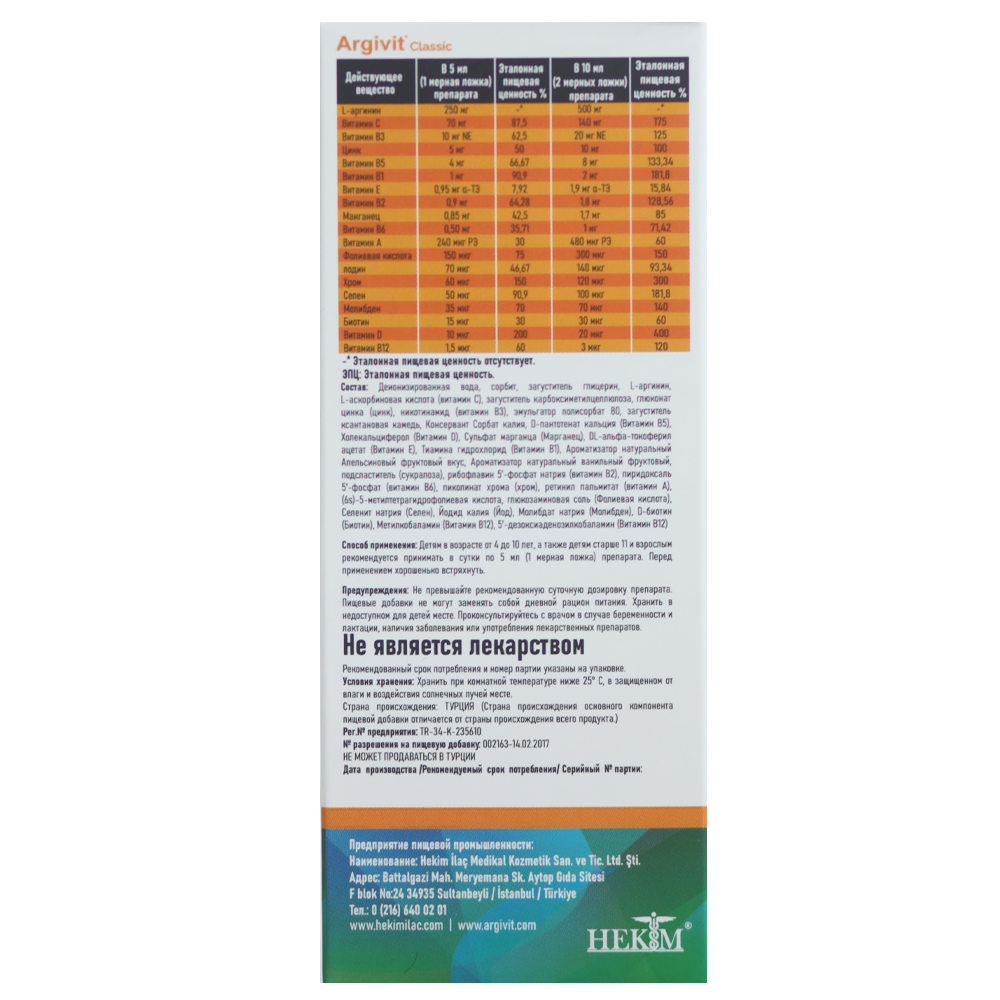 Argivit® Classic
Действующее вещество | В 5 мл (1 мерная ложка) препарата | Эталонная пищевая ценность % | В 10 мл (2 мерных ложки) препарата | Эталонная пищевая ценность %
L-аргинин 250 мг -* 500 мг -*
Витамин С 70 мг 87,5 140 мг 175
Витамин В3 10 мг NE 62,5 20 мг NE 125
Цинк 5 мг 50 10 мг 100
Витамин В5 4 мг 66,67 8 мг 133,34
Витамин В1 1 мг 90,9 2 мг 181,8
Витамин Е 0,95 мг α-ТЭ 7,92 1,9 мг α-ТЭ 15,84
Витамин В2 0,9 мг 64,28 1,8 мг 128,56
Манганец 0,85 мг 42,5 1,7 мг 85
Витамин В6 0,50 мг 35,71 1 мг 71,42
Витамин А 240 мкг РЭ 30 480 мкг РЭ 60
Фолиевая кислота 150 мкг 75 300 мкг 150
лодин 70 мкг 46,67 140 мкг 93,34
Хром 60 мкг 150 120 мкг 300
Селен 50 мкг 90,9 100 мкг 181,8
Молибден 35 мкг 70 70 мкг 140
Биотин 15 мкг 30 30 мкг 60
Витамин D 10 мкг 200 20 мкг 400
Витамин В12 1,5 мкг 60 3 мкг 120
-* Эталонная пищевая ценность отсутствует.
ЭПЦ: Эталонная пищевая ценность.
Состав: Деионизированная вода, сорбит, загуститель глицерин, L-аргинин,
L-аскорбиновая кислота (витамин С), загуститель карбоксиметилцеллюлоза, глюконат
цинка (цинк), никотинамид (витамин В3), эмульгатор полисорбат 80, загуститель
ксантановая камедь, Консервант Сорбат калия, D-пантотенат кальция (Витамин В5),
Холекальциферол (Витамин D), Сульфат марганца (Марганец), DL-альфа-токоферил
ацетат (Витамин Е), Тиамина гидрохлорид (Витамин В1), Ароматизатор натуральный
Апельсиновый фруктовый вкус, Ароматизатор натуральный ванильный фруктовый,
подсластитель (сукралоза), рибофлавин 5'-фосфат натрия (витамин В2), пиридоксаль
5'-фосфат (витамин В6), пиколинат хрома (хром), ретинил пальмитат (витамин А),
(6s)-5-метилтетрагидрофолиевая кислота, глюкозаминовая соль (Фолиевая кислота),
Селенит натрия (Селен), Йодид калия (Йод), Молибдат натрия (Молибден), D-биотин
(Биотин), Метилкобаламин (Витамин В12), 5'-дезоксиаденозилкобаламин (Витамин В12)
Способ применения: Детям в возрасте от 4 до 10 лет, а также детям старше 11 и взрослым
рекомендуется принимать в сутки по 5 мл (1 мерная ложка) препарата. Перед
применением хорошенько встряхнуть.
Предупреждения: Не превышайте рекомендованную суточную дозировку препарата.
Пищевые добавки не могут заменять собой дневной рацион питания. Хранить в
недоступном для детей месте. Проконсультируйтесь с врачом в случае беременности и
лактации, наличия заболевания или употребления лекарственных препаратов.
Не является лекарством
Рекомендованный срок потребления и номер партии указаны на упаковке.
Условия хранения: Хранить при комнатной температуре ниже 25° С, в защищенном от
влаги и воздействия солнечных лучей месте.
Страна происхождения: ТУРЦИЯ (Страна происхождения основного компонента
пищевой добавки отличается от страны происхождения всего продукта.)
Рег.№ предприятия: TR-34-K-235610
№ разрешения на пищевую добавку: 002163-14.02.2017
НЕ МОЖЕТ ПРОДАВАТЬСЯ В ТУРЦИИ
Дата производства /Рекомендуемый срок потребления/ Серийный № партии:
Предприятие пищевой промышленности:
Наименование: Hekim İlaç Medikal Kozmetik San. ve Tic. Ltd. Şti.
Адрес: Battalgazi Mah. Meryemana Sk. Aytop Gıda Sitesi
F blok No:24 34935 Sultanbeyli / İstanbul / Türkiye
Тел.: 0 (216) 640 02 01
www.hekimilac.com | www.argivit.com
HEKİM®